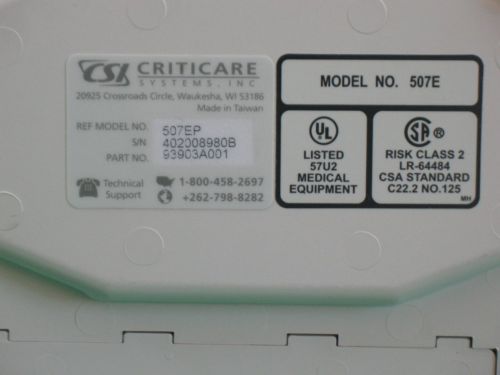 CSI CRITICARE
SYSTEMS, INC
20925 Crossroads Circle, Waukesha, WI 53186
Made in Taiwan
REF MODEL NO. 507EP
S/N 402008980B
PART NO. 93903A001
Technical Support
1-800-458-2697
+262-798-8282
MODEL NO. 507E
UL
LISTED
57U2
MEDICAL
EQUIPMENT
SA
RISK CLASS 2
LR-64484
CSA STANDARD
C22.2 NO.125
MH